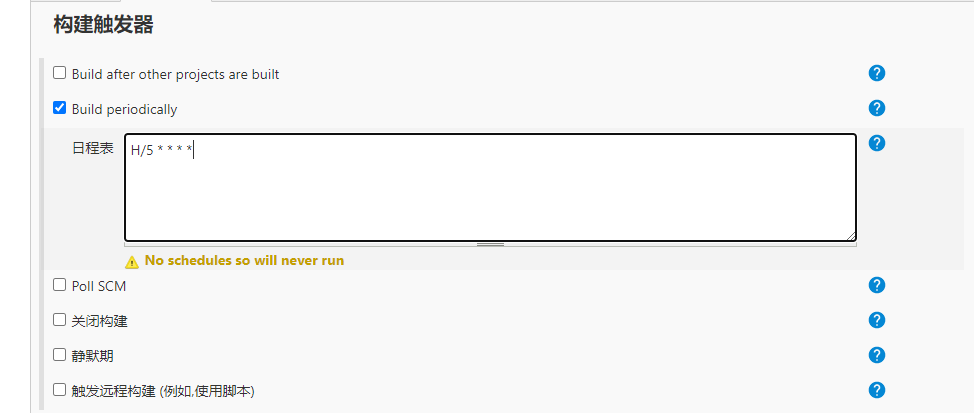 构建触发器
Build after other projects are built
Build periodically
日程表
H/5 * * * *
No schedules so will never run
Poll SCM
关闭构建
静默期
触发远程构建 (例如,使用脚本)